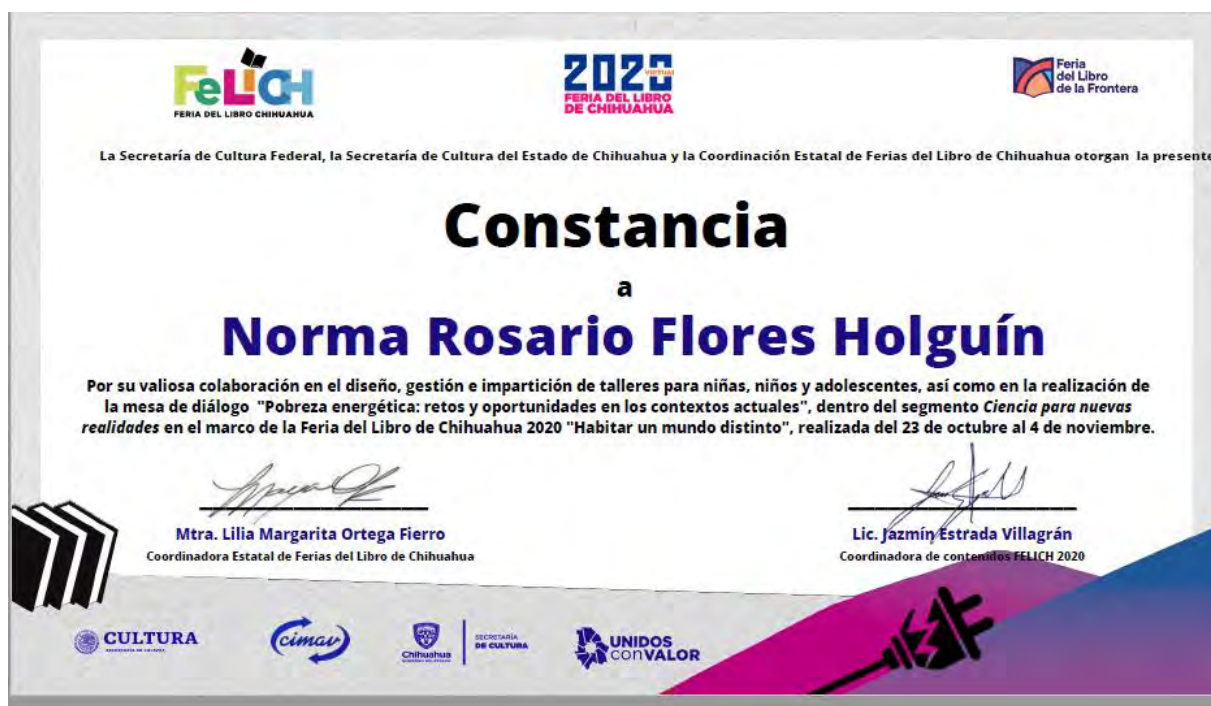 FeLiCH
FERIA DEL LIBRO CHIHUAHUA
2020
VIRTUAL
FERIA DEL LIBRO
DE CHIHUAHUA
Feria
del Libro
de la Frontera
La Secretaría de Cultura Federal, la Secretaría de Cultura del Estado de Chihuahua y la Coordinación Estatal de Ferias del Libro de Chihuahua otorgan la presente
Constancia
a
Norma Rosario Flores Holguín
Por su valiosa colaboración en el diseño, gestión e impartición de talleres para niñas, niños y adolescentes, así como en la realización de
la mesa de diálogo "Pobreza energética: retos y oportunidades en los contextos actuales", dentro del segmento Ciencia para nuevas
realidades en el marco de la Feria del Libro de Chihuahua 2020 "Habitar un mundo distinto", realizada del 23 de octubre al 4 de noviembre.
Mtra. Lilia Margarita Ortega Fierro
Coordinadora Estatal de Ferias del Libro de Chihuahua
Lic. Jazmín Estrada Villagrán
Coordinadora de contenidos FELICH 2020
CULTURA
cimav
Chihuahua
SECRETARÍA
DE CULTURA
UNIDOS
CONVALOR